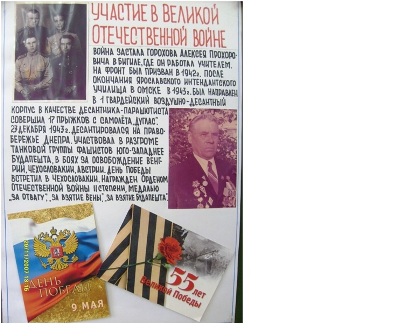 УЧАСТИЕ В ВЕЛИКОЙ
ОТЕЧЕСТВЕННОЙ ВОЙНЕ
ВОЙНА ЗАСТАЛА ГОРОХОВА АЛЕКСЕЯ ПРОХОРО-
ВИЧА В БИГИЛЕ, ГДЕ ОН РАБОТАЛ УЧИТЕЛЕМ.
НА ФРОНТ БЫЛ ПРИЗВАН В 1942г. ПОСЛЕ
ОКОНЧАНИЯ ЯРОСЛАВСКОГО ИНТЕНДАНТСКОГО
УЧИЛИЩА В ОМСКЕ В 1943г. БЫЛ НАПРАВЛЕН
В 1 ГВАРДЕЙСКИЙ ВОЗДУШНО-ДЕСАНТНЫЙ
КОРПУС В КАЧЕСТВЕ ДЕСАНТНИКА-ПАРАШЮТИСТА
СОВЕРШИЛ 17 ПРЫЖКОВ С САМОЛЁТА „ДУГЛАС".
27 ДЕКАБРЯ 1943г. ДЕСАНТИРОВАЛСЯ НА ПРАВО-
БЕРЕЖЬЕ ДНЕПРА. УЧАСТВОВАЛ В РАЗГРОМЕ
ТАНКОВОЙ ГРУППЫ ФАШИСТОВ ЮГО-ЗАПАДНЕЕ
БУДАПЕШТА, В БОЯХ ЗА ОСВОБОЖДЕНИЕ ВЕНГ-
РИИ, ЧЕХОСЛОВАКИИ, АВСТРИИ. ДЕНЬ ПОБЕДЫ
ВСТРЕТИЛ В ЧЕХОСЛОВАКИИ. НАГРАЖДЕН ОРДЕНОМ
ОТЕЧЕСТВЕННОЙ ВОЙНЫ II СТЕПЕНИ, МЕДАЛЬЮ
„ЗА ОТВАГУ", „ЗА ВЗЯТИЕ ВЕНЫ", „ЗА ВЗЯТИЕ БУДАПЕШТА".
ДЕНЬ
ПОБЕДЫ
9 МАЯ
55 лет
Великой Победы